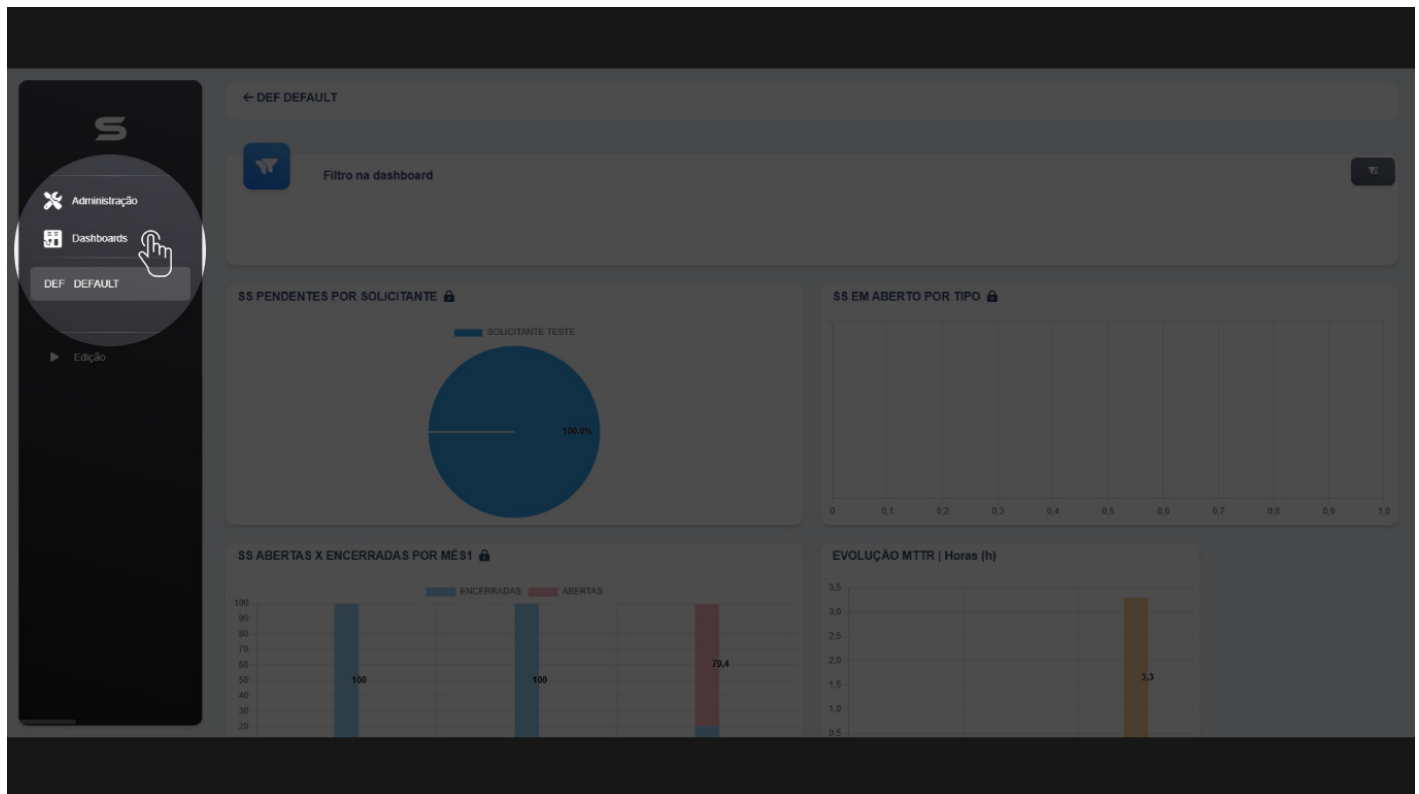 ← DEF DEFAULT
Filtro na dashboard
Administração
Dashboards
DEF DEFAULT
Edição
SS PENDENTES POR SOLICITANTE
SOLICITANTE TESTE
100.0%
SS EM ABERTO POR TIPO
0 0,1 0,2 0,3 0,4 0,5 0,6 0,7 0,8 0,9 1,0
SS ABERTAS X ENCERRADAS POR MÊS1
ENCERRADAS ABERTAS
100
90
80
70
60
50
40
30
20
100 100 79,4
EVOLUÇÃO MTTR | Horas (h)
3,5
3,0
2,5
2,0
1,5
1,0
0,5
3,3